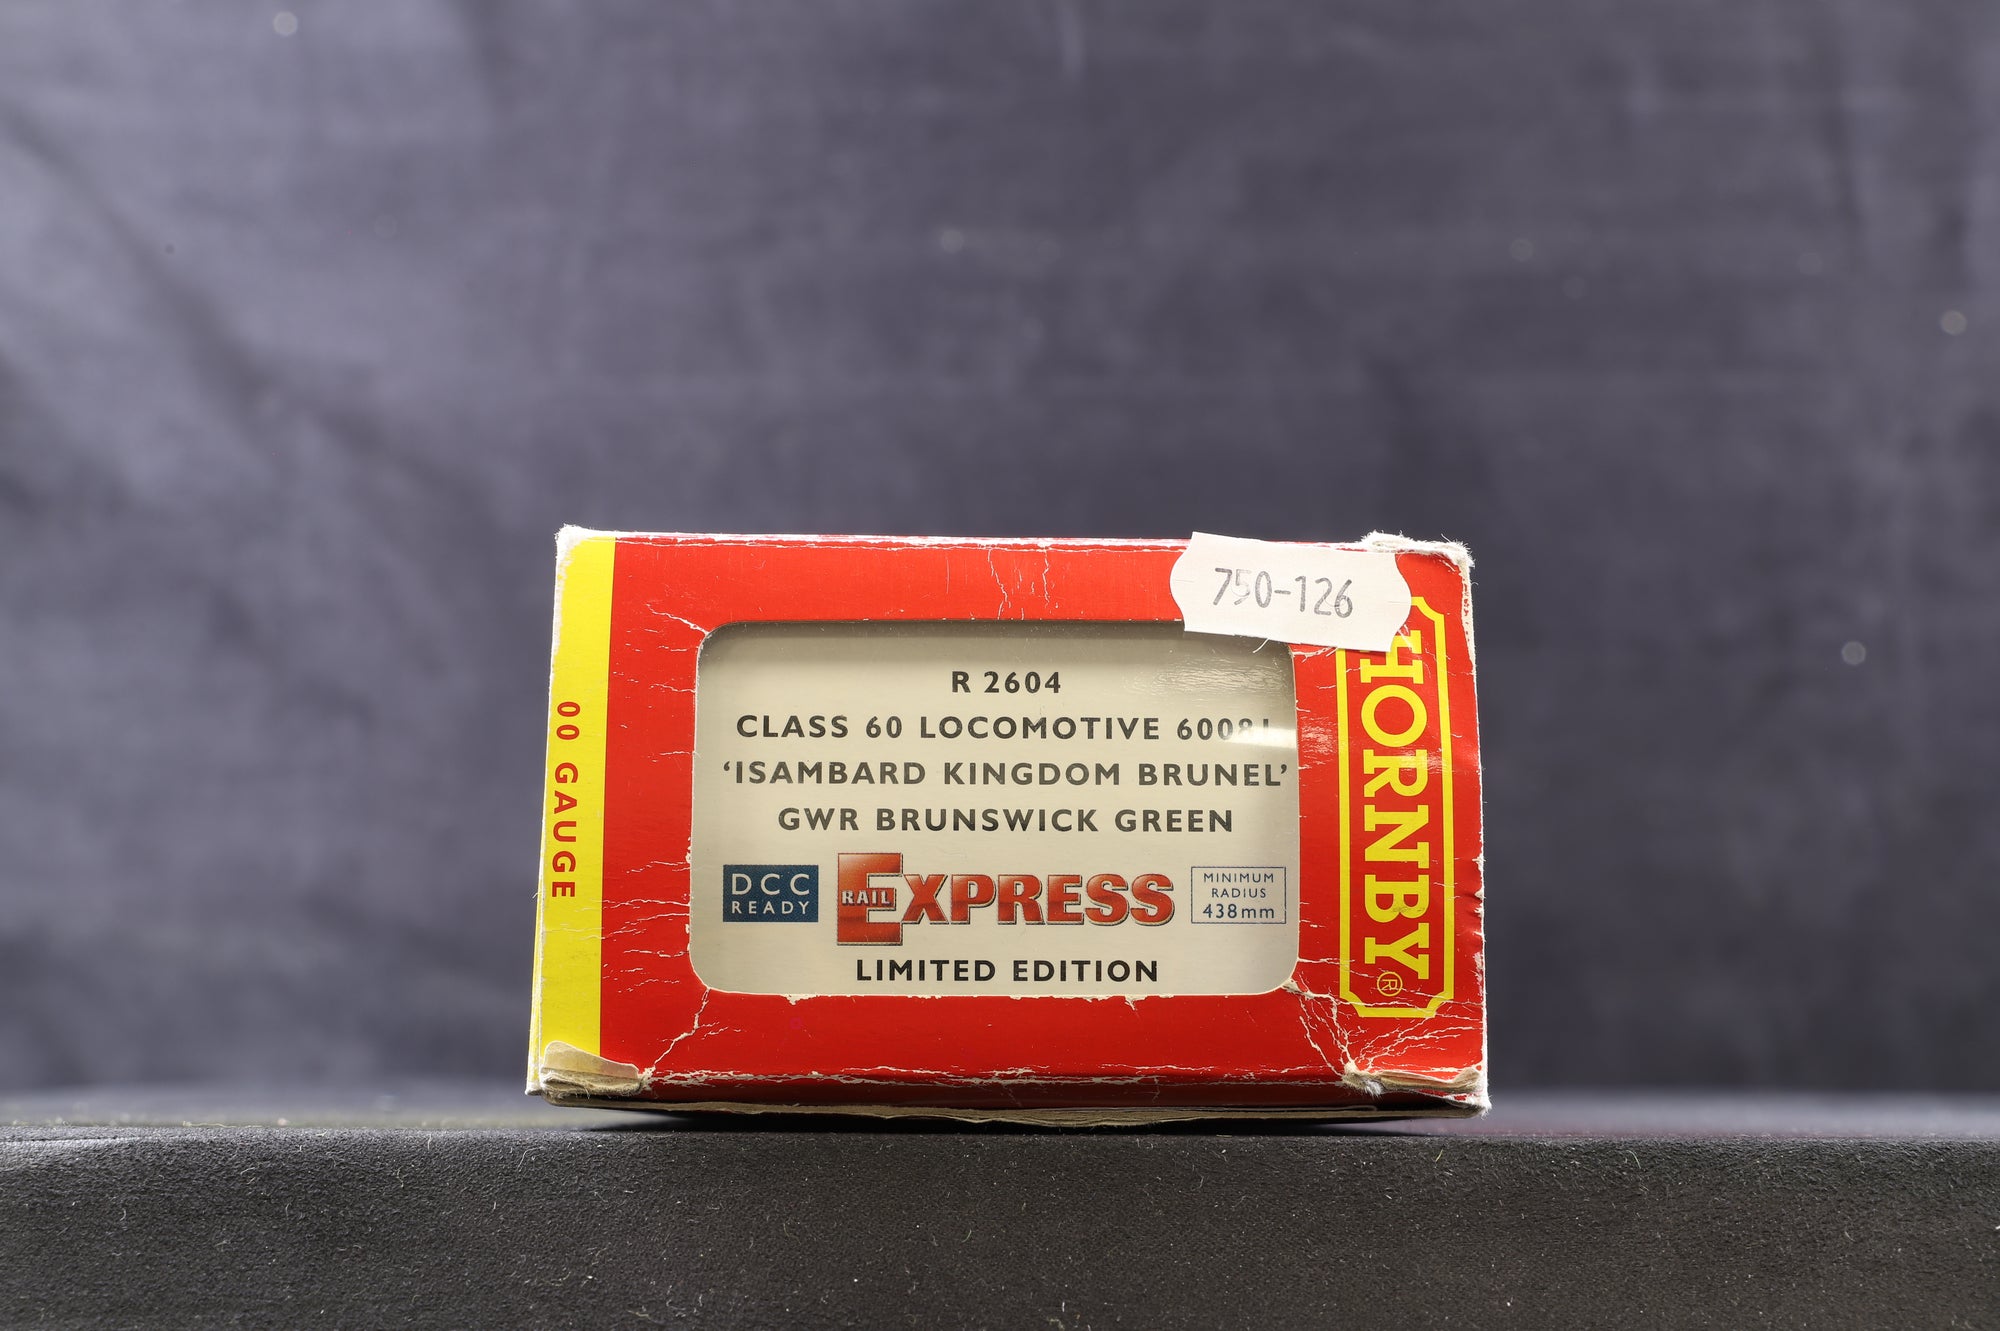 750-126
R 2604
CLASS 60 LOCOMOTIVE 60081
‘ISAMBARD KINGDOM BRUNEL’
GWR BRUNSWICK GREEN
DCC
READY
RAIL EXPRESS
MINIMUM
RADIUS
438mm
LIMITED EDITION
00 GAUGE
HORNBY®